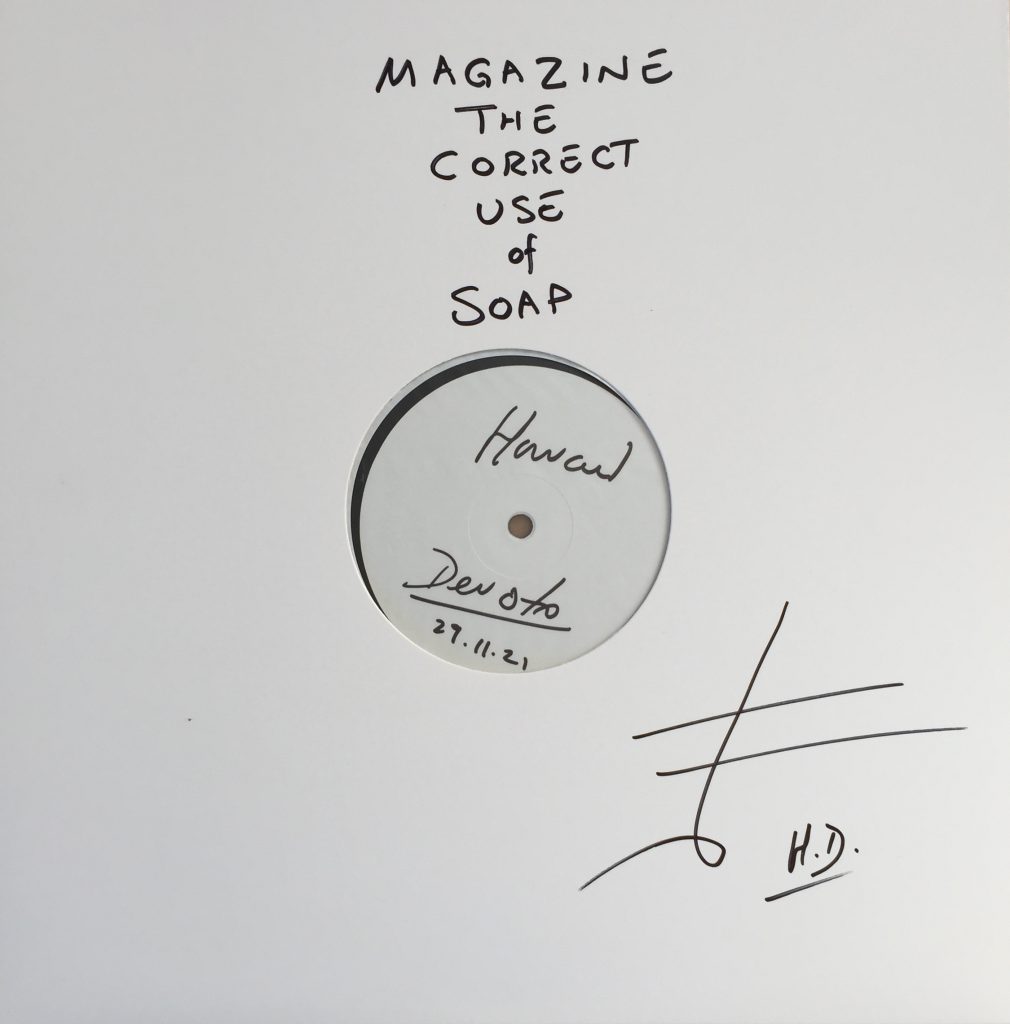 MAGAZINE
THE
CORRECT
USE
of
SOAP
Howard
Devoto
29.11.21
H.D.